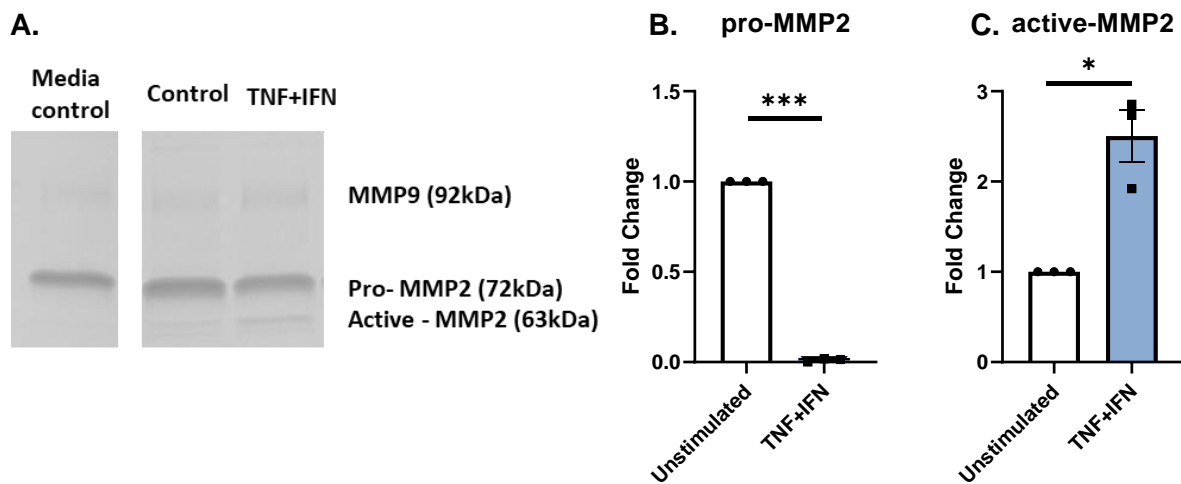 A.
Media
control
Control
TNF+IFN
MMP9 (92kDa)
Pro- MMP2 (72kDa)
Active - MMP2 (63kDa)
B.
pro-MMP2
***
1.5
1.0
0.5
0.0
Fold Change
Unstimulated
TNF+IFN
C.
active-MMP2
*
3
2
1
0
Fold Change
Unstimulated
TNF+IFN